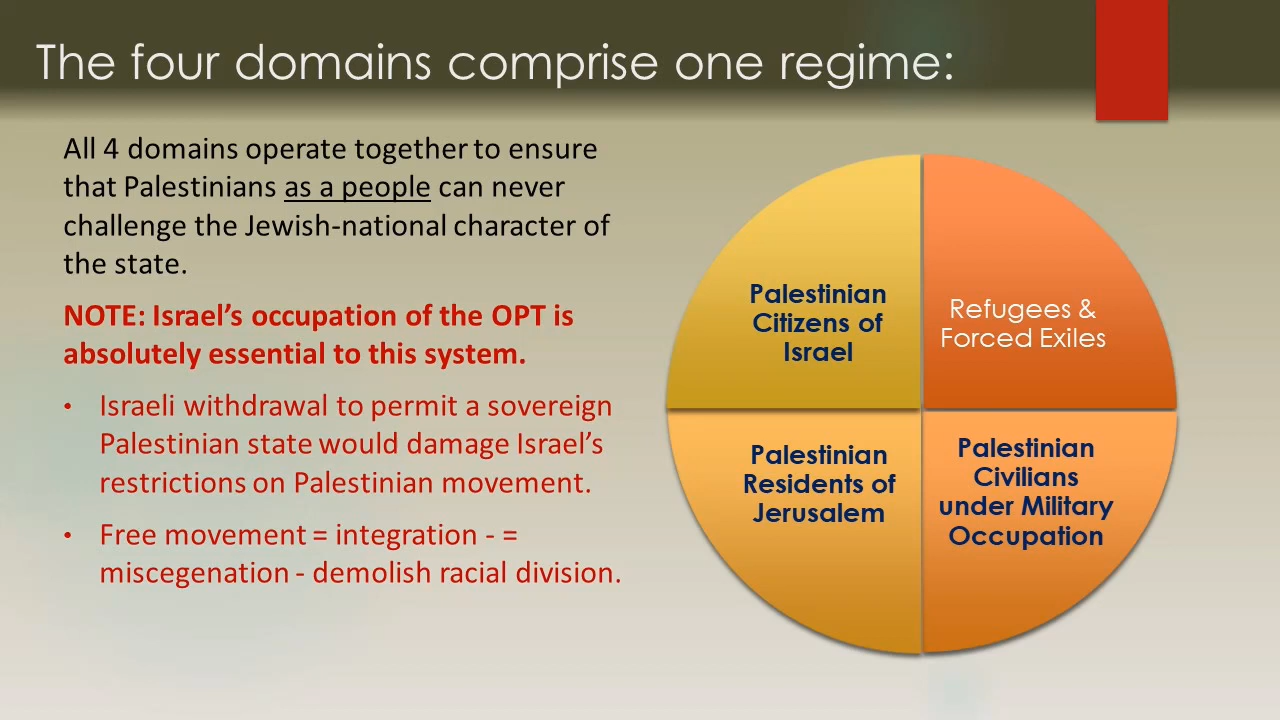 The four domains comprise one regime:
All 4 domains operate together to ensure
that Palestinians as a people can never
challenge the Jewish-national character of
the state.
NOTE: Israel’s occupation of the OPT is
absolutely essential to this system.
• Israeli withdrawal to permit a sovereign
Palestinian state would damage Israel’s
restrictions on Palestinian movement.
• Free movement = integration - =
miscegenation - demolish racial division.
Palestinian
Citizens of
Israel
Refugees &
Forced Exiles
Palestinian
Residents of
Jerusalem
Palestinian
Civilians
under Military
Occupation